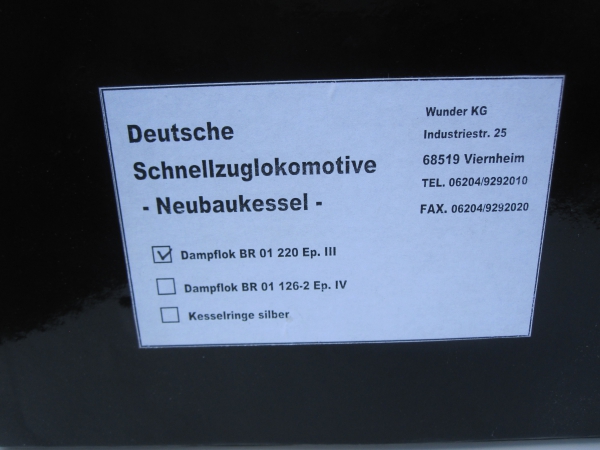 Deutsche
Schnellzuglokomotive
- Neubaukessel -
Dampflok BR 01 220 Ep. III
Dampflok BR 01 126-2 Ep. IV
Kesselringe silber
Wunder KG
Industriestr. 25
68519 Viernheim
TEL. 06204/9292010
FAX. 06204/9292020